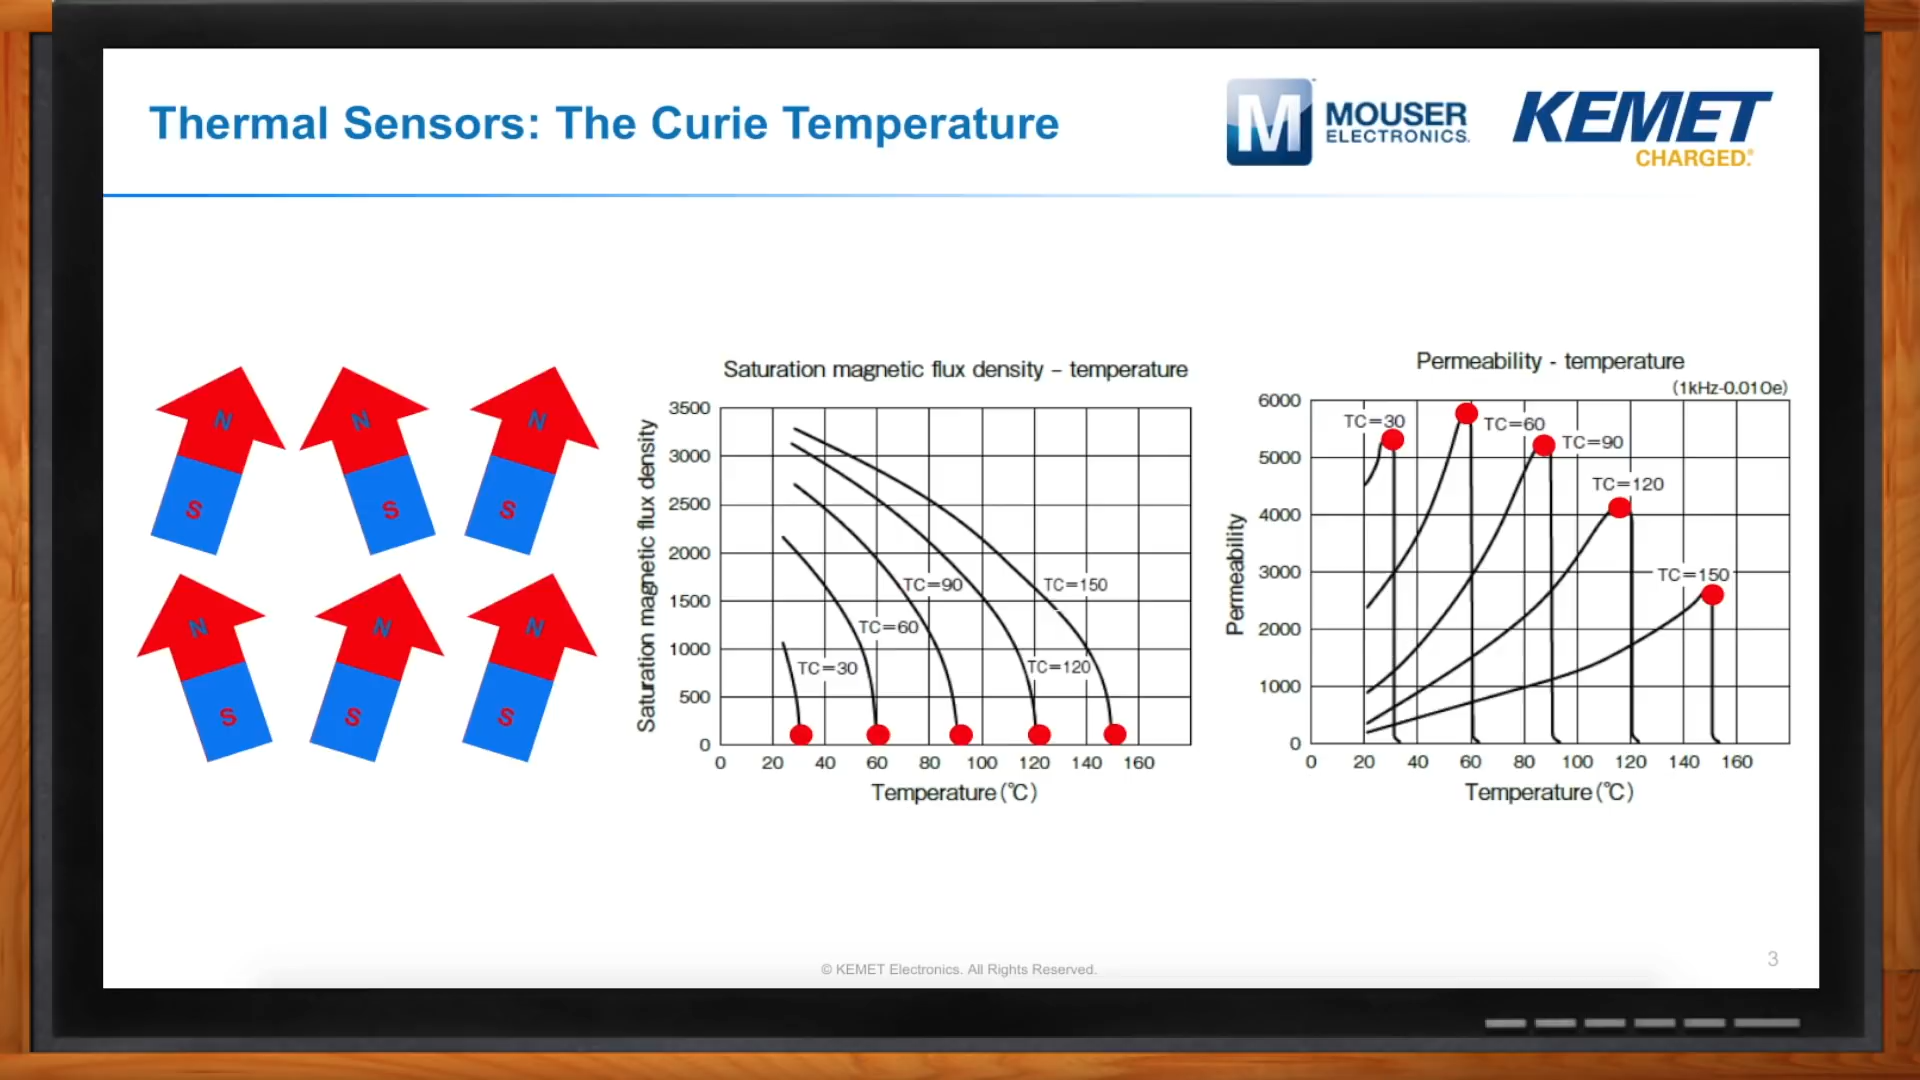 Thermal Sensors: The Curie Temperature
M
MOUSER
ELECTRONICS.
KEMET
CHARGED.®
N
N
N
S
S
S
N
N
N
S
S
S
Saturation magnetic flux density – temperature
Saturation magnetic flux density
3500
3000
2500
2000
1500
1000
500
0
TC=90
TC=150
TC=60
TC=30
TC=120
0 20 40 60 80 100 120 140 160
Temperature(℃)
Permeability - temperature
(1kHz-0.01Oe)
Permeability
6000
5000
4000
3000
2000
1000
0
TC=30
TC=60
TC=90
TC=120
TC=150
0 20 40 60 80 100 120 140 160
Temperature(℃)
© KEMET Electronics. All Rights Reserved.
3